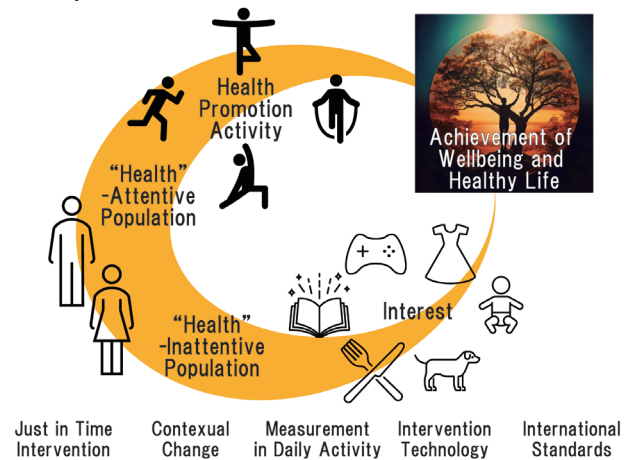 Health
Promotion
Activity
Achievement of
Wellbeing and
Healthy Life
“Health”
-Attentive
Population
Interest
“Health”
-Inattentive
Population
Just in Time
Intervention
Contexual
Change
Measurement
in Daily Activity
Intervention
Technology
International
Standards